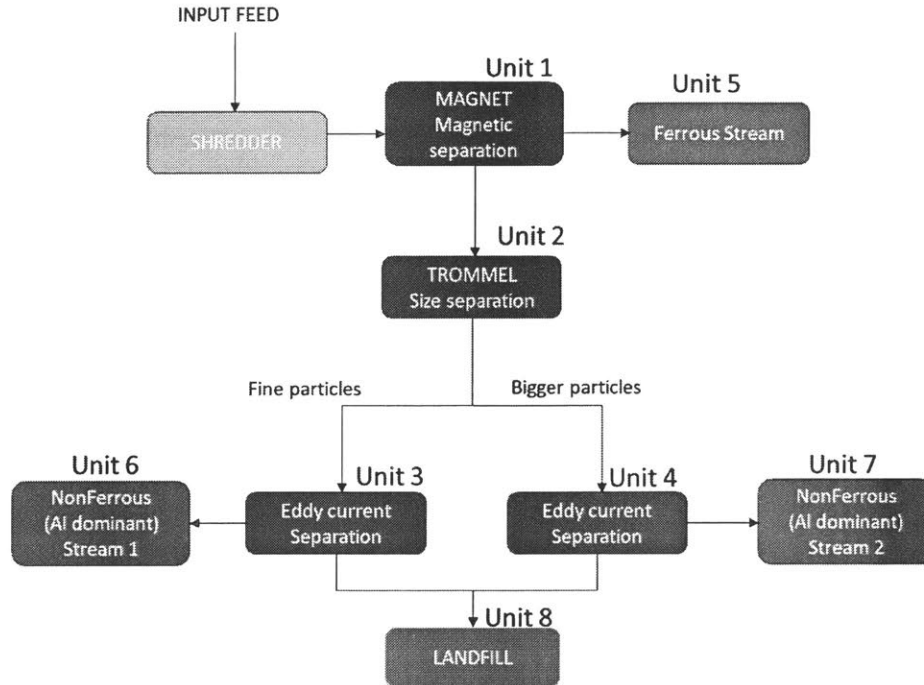 INPUT FEED
Unit 1
Unit 5
SHREDDER
MAGNET
Magnetic
separation
Ferrous Stream
Unit 2
TROMMEL
Size separation
Fine particles
Bigger particles
Unit 6
Unit 3
Unit 4
Unit 7
NonFerrous
(Al dominant)
Stream 1
Eddy current
Separation
Eddy current
Separation
NonFerrous
(Al dominant)
Stream 2
Unit 8
LANDFILL